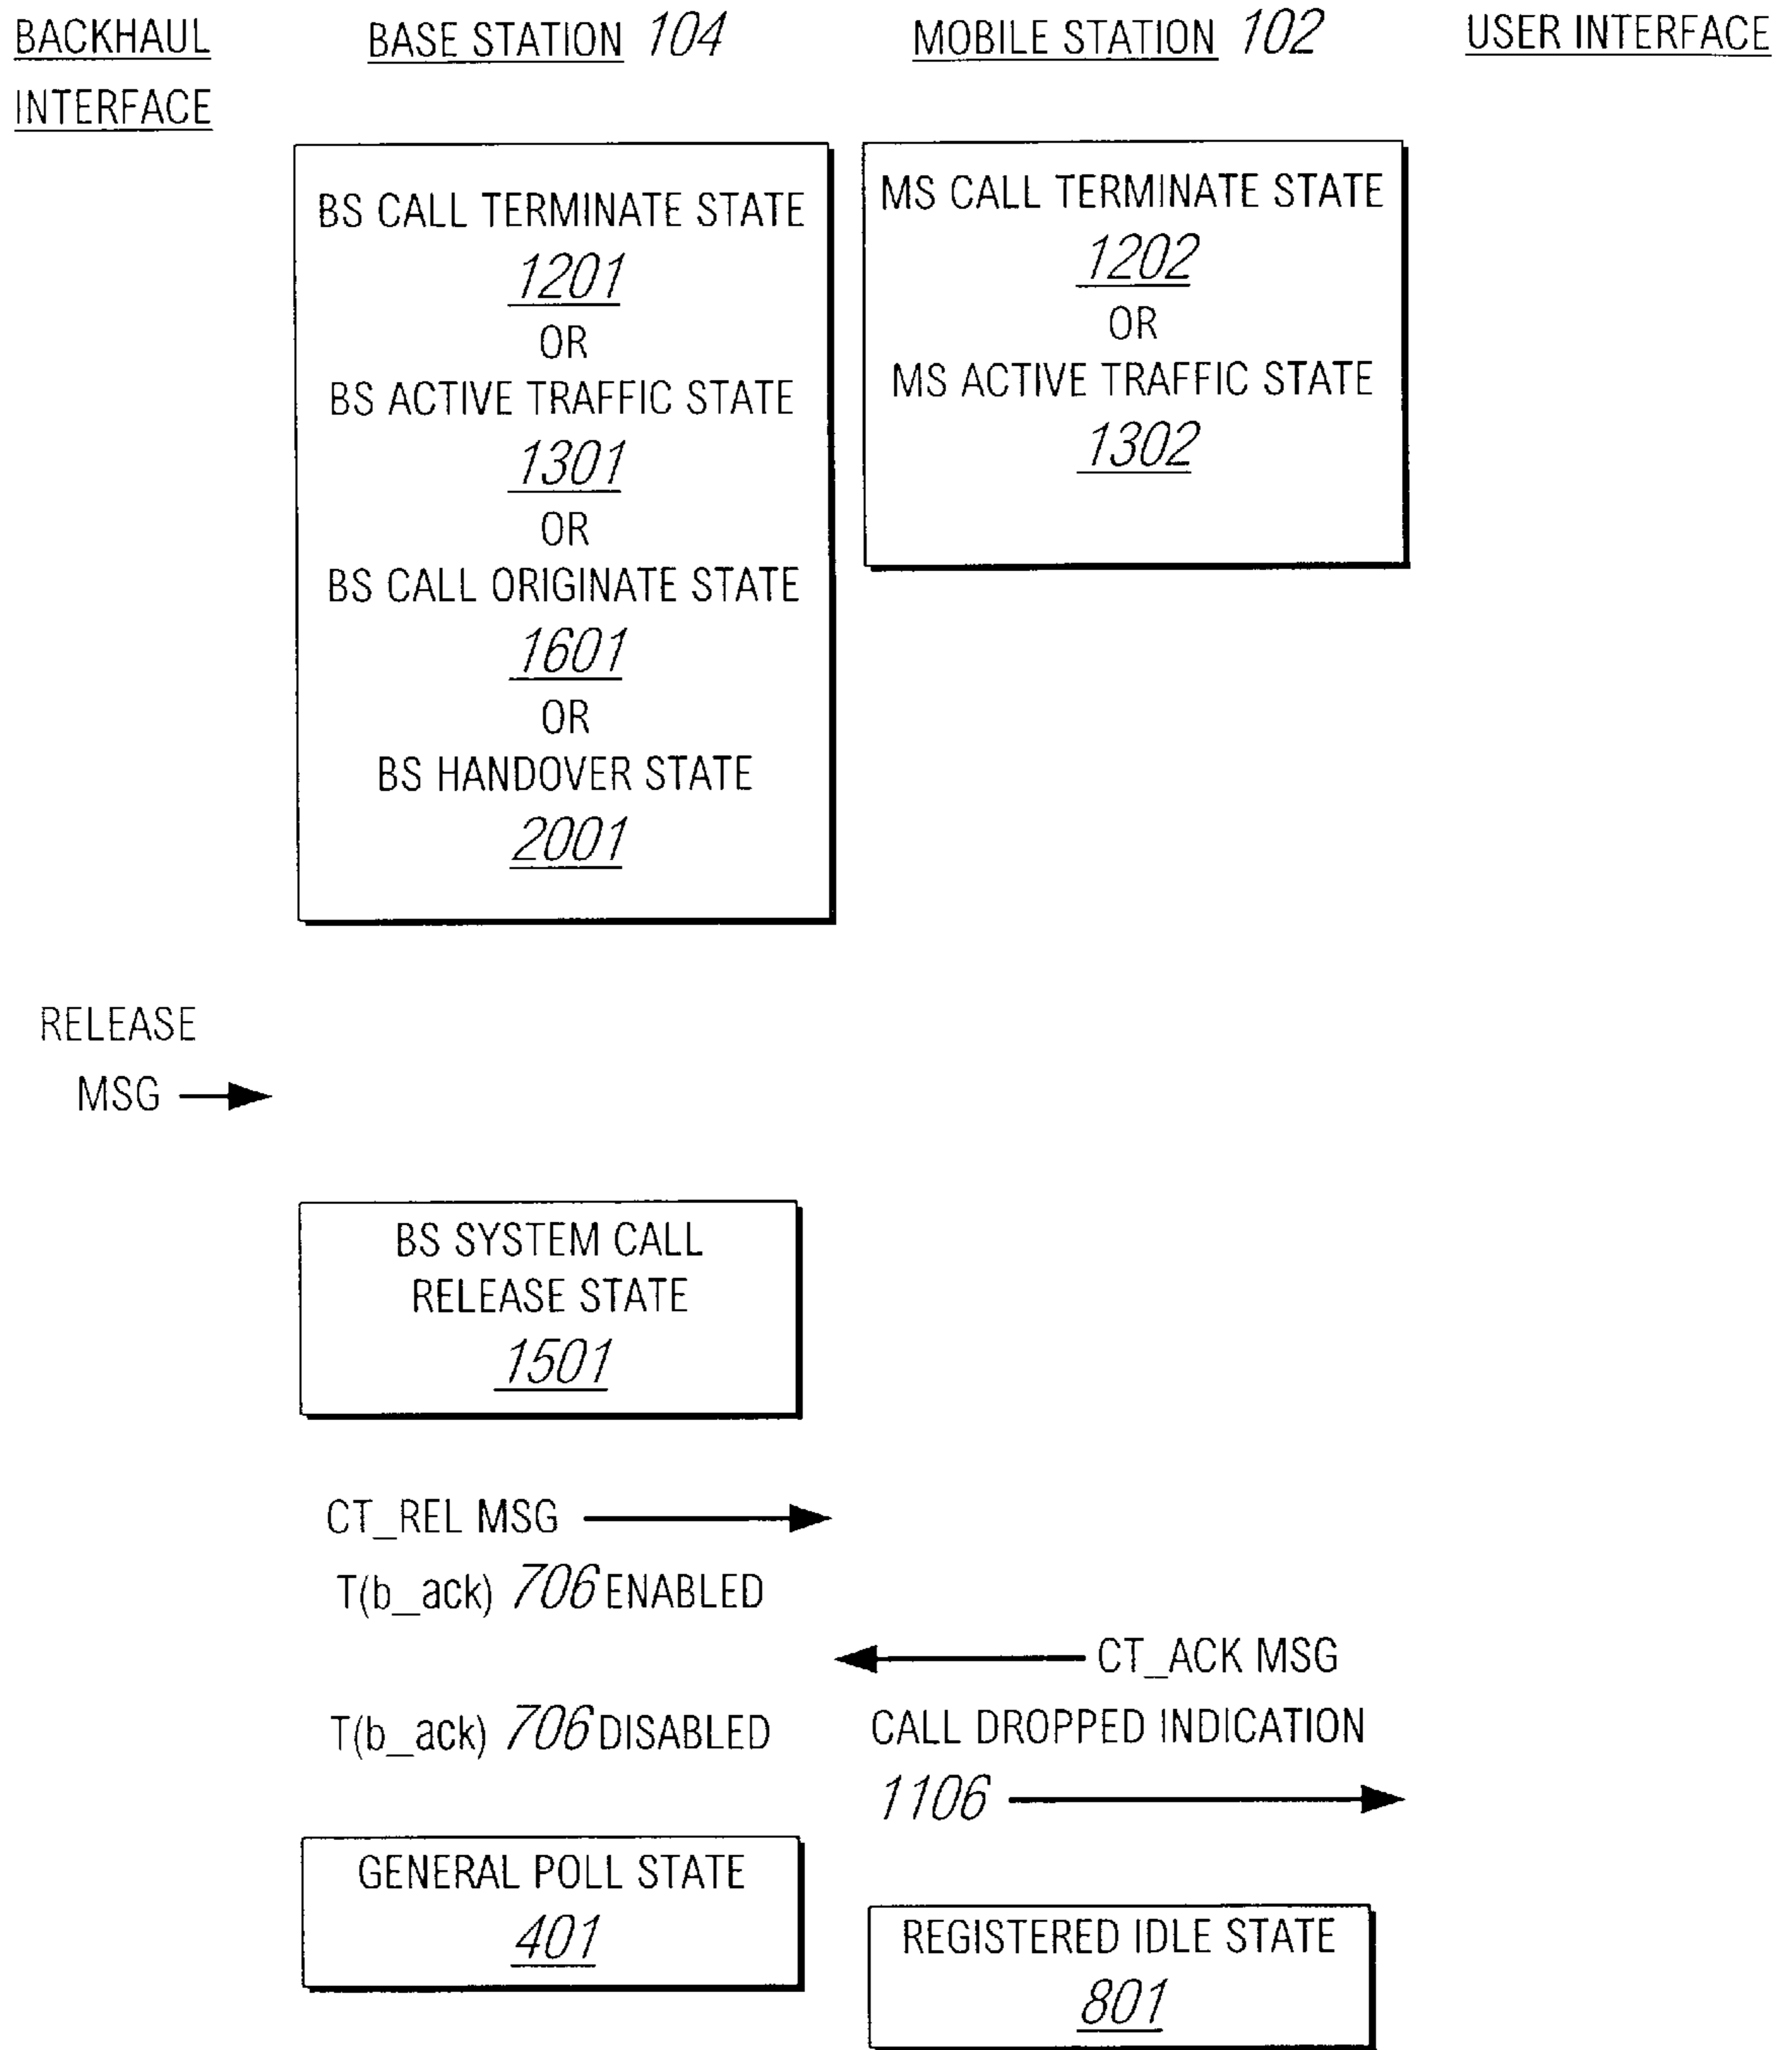 BACKHAUL
INTERFACE
BASE STATION 104
MOBILE STATION 102
USER INTERFACE
BS CALL TERMINATE STATE
1201
OR
BS ACTIVE TRAFFIC STATE
1301
OR
BS CALL ORIGINATE STATE
1601
OR
BS HANDOVER STATE
2001
MS CALL TERMINATE STATE
1202
OR
MS ACTIVE TRAFFIC STATE
1302
RELEASE
MSG
BS SYSTEM CALL
RELEASE STATE
1501
CT_REL MSG
T(b_ack) 706 ENABLED
CT_ACK MSG
T(b_ack) 706 DISABLED
CALL DROPPED INDICATION
1106
GENERAL POLL STATE
401
REGISTERED IDLE STATE
801